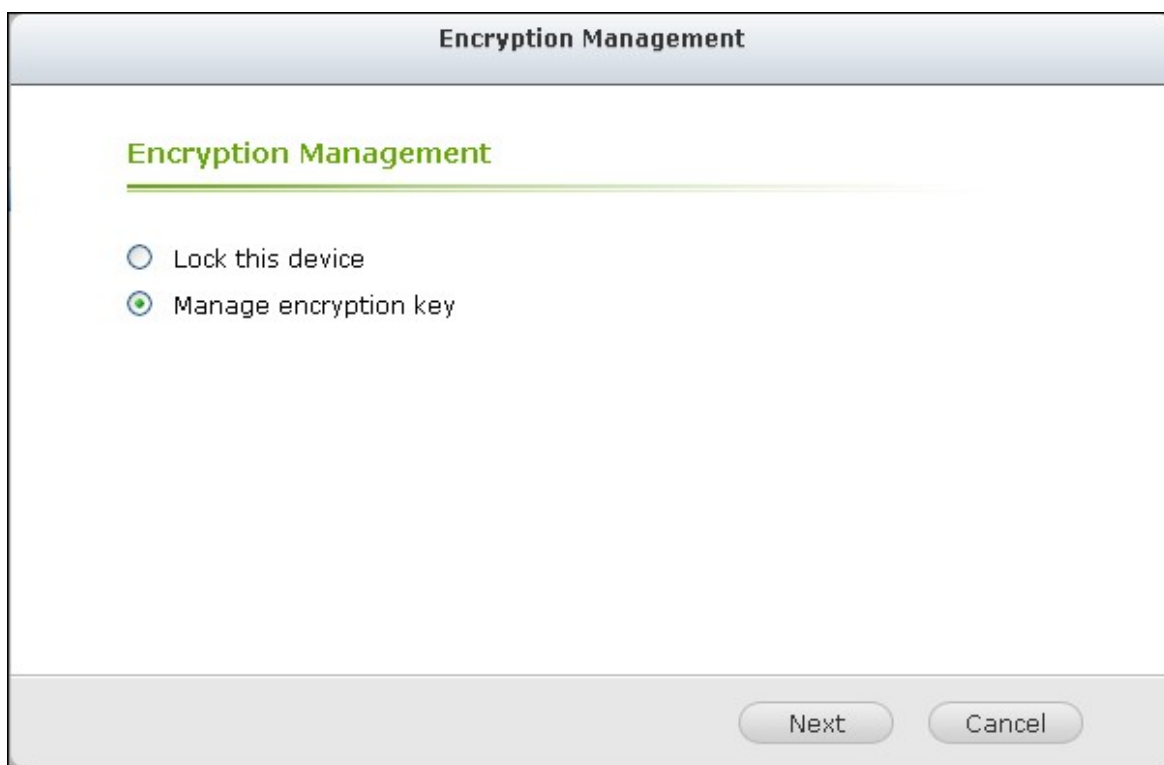 Encryption Management
Encryption Management
Lock this device
Manage encryption key
Next Cancel